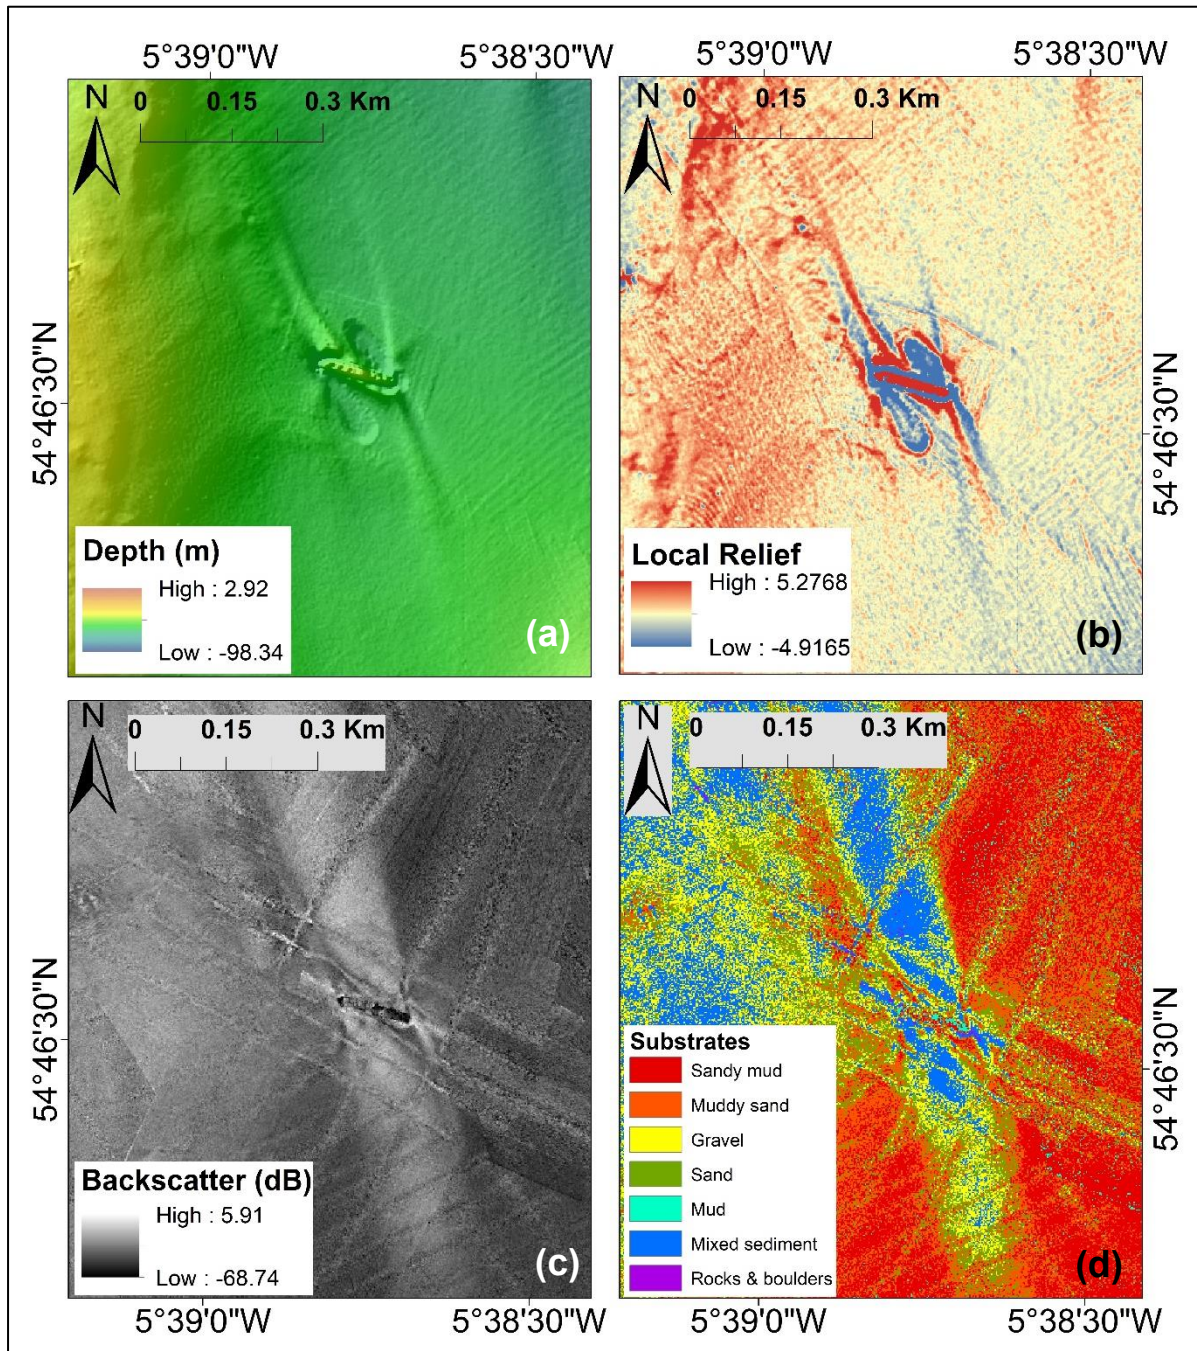 5°39'0"W 5°38'30"W
N
0 0.15 0.3 Km
54°46'30"N
Depth (m)
High : 2.92
Low : -98.34
(a)
5°39'0"W 5°38'30"W
N
0 0.15 0.3 Km
54°46'30"N
Local Relief
High : 5.2768
Low : -4.9165
(b)
N
0 0.15 0.3 Km
54°46'30"N
Backscatter (dB)
High : 5.91
Low : -68.74
(c)
5°39'0"W 5°38'30"W
N
0 0.15 0.3 Km
54°46'30"N
Substrates
Sandy mud
Muddy sand
Gravel
Sand
Mud
Mixed sediment
Rocks & boulders
(d)
5°39'0"W 5°38'30"W